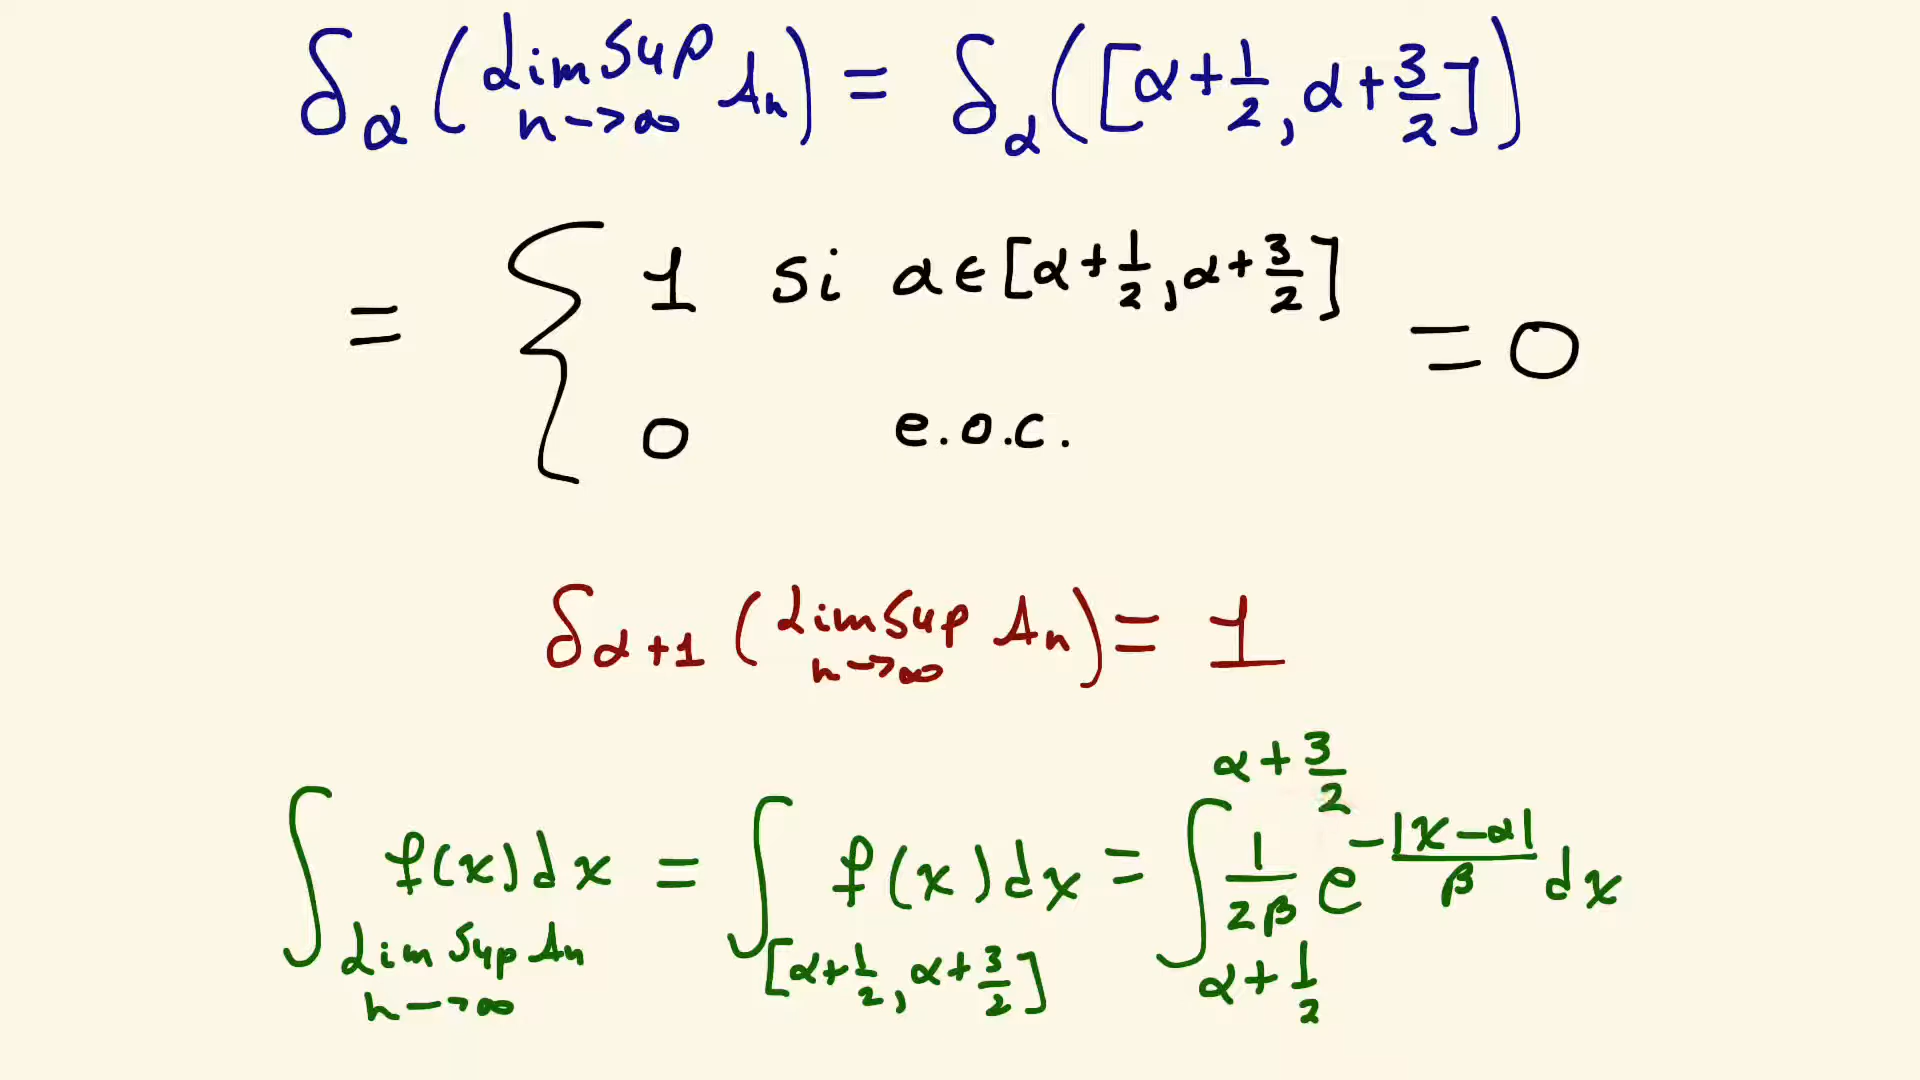 δ_α (lim sup_{n→∞} A_n) = δ_α ([α+1/2, α+3/2])
= { 1 si α∈[α+1/2, α+3/2]
0 e.o.c. = 0
δ_{α+1} (lim sup_{n→∞} A_n) = 1
∫_{lim sup_{n→∞} A_n} f(x)dx = ∫_{[α+1/2, α+3/2]} f(x)dx = ∫_{α+1/2}^{α+3/2} 1/(2β) e^{-|x-α|/β} dx